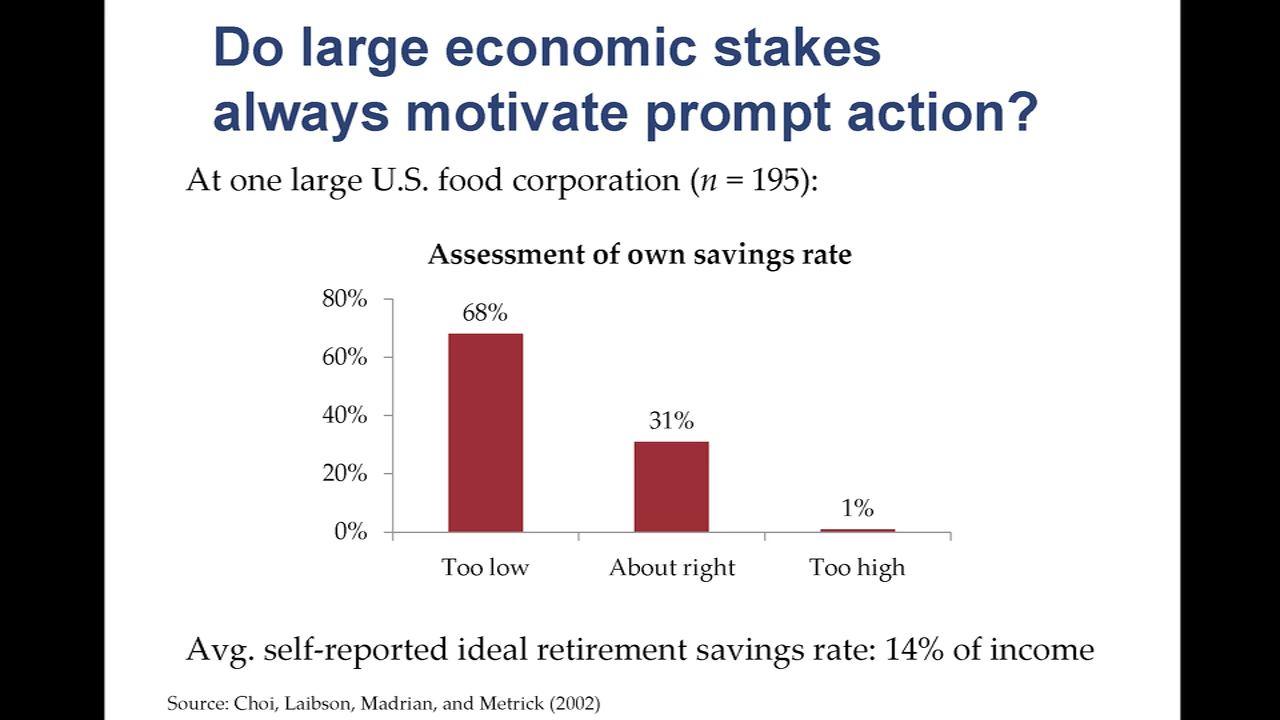 Do large economic stakes
always motivate prompt action?
At one large U.S. food corporation (n = 195):
Assessment of own savings rate
80%
68%
60%
40%
31%
20%
1%
0%
Too low About right Too high
Avg. self-reported ideal retirement savings rate: 14% of income
Source: Choi, Laibson, Madrian, and Metrick (2002)